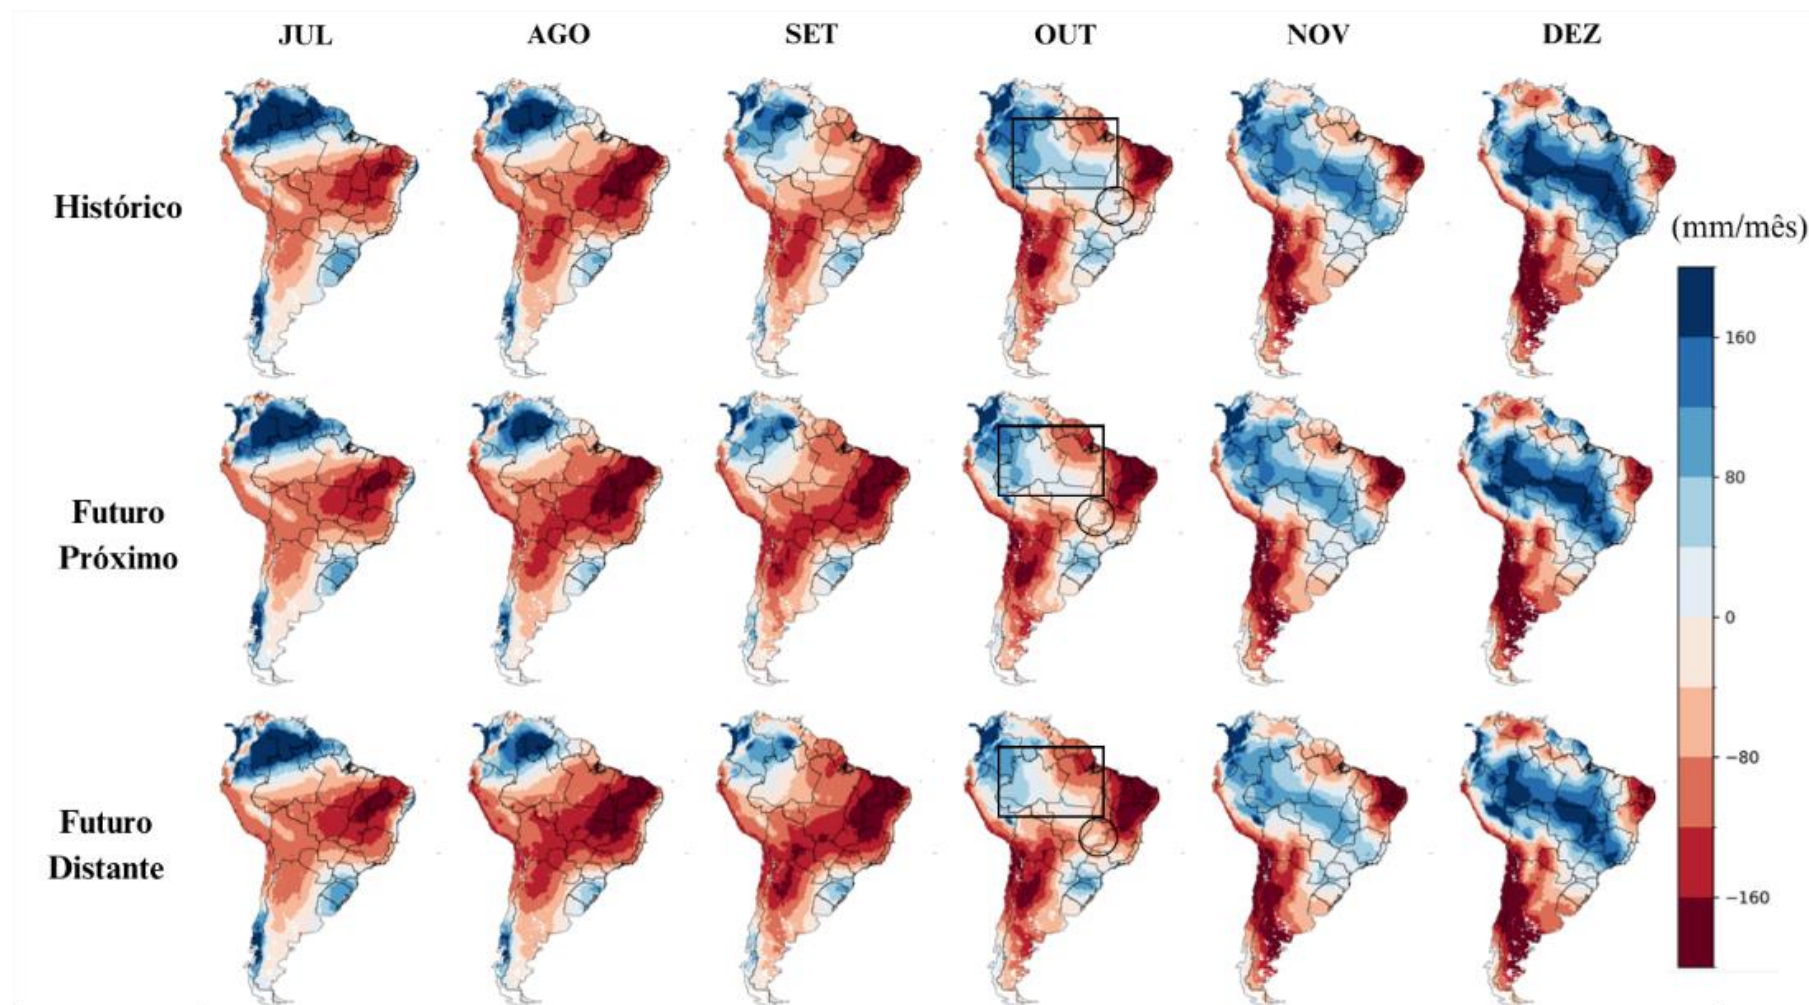 JUL AGO SET OUT NOV DEZ
Histórico
(mm/mês)
160
80
0
−80
−160
Futuro
Próximo
Futuro
Distante